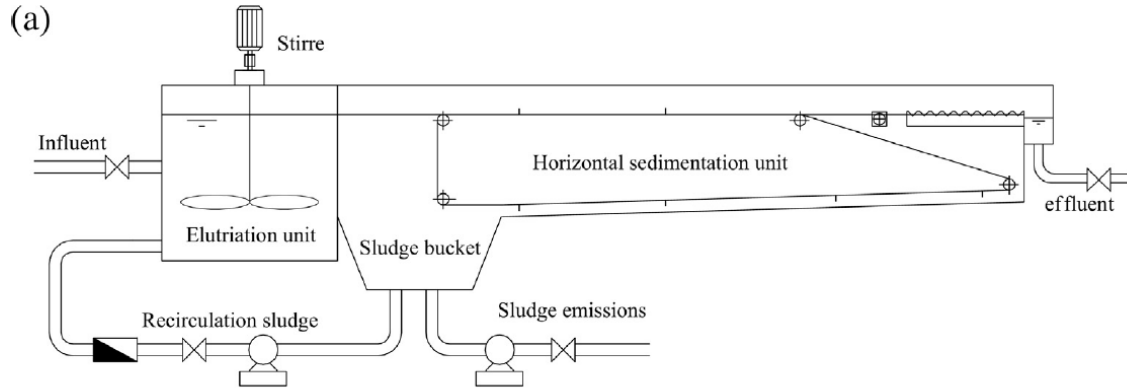 (a)
Stirre
Influent
Horizontal sedimentation unit
effluent
Elutriation unit
Sludge bucket
Recirculation sludge
Sludge emissions